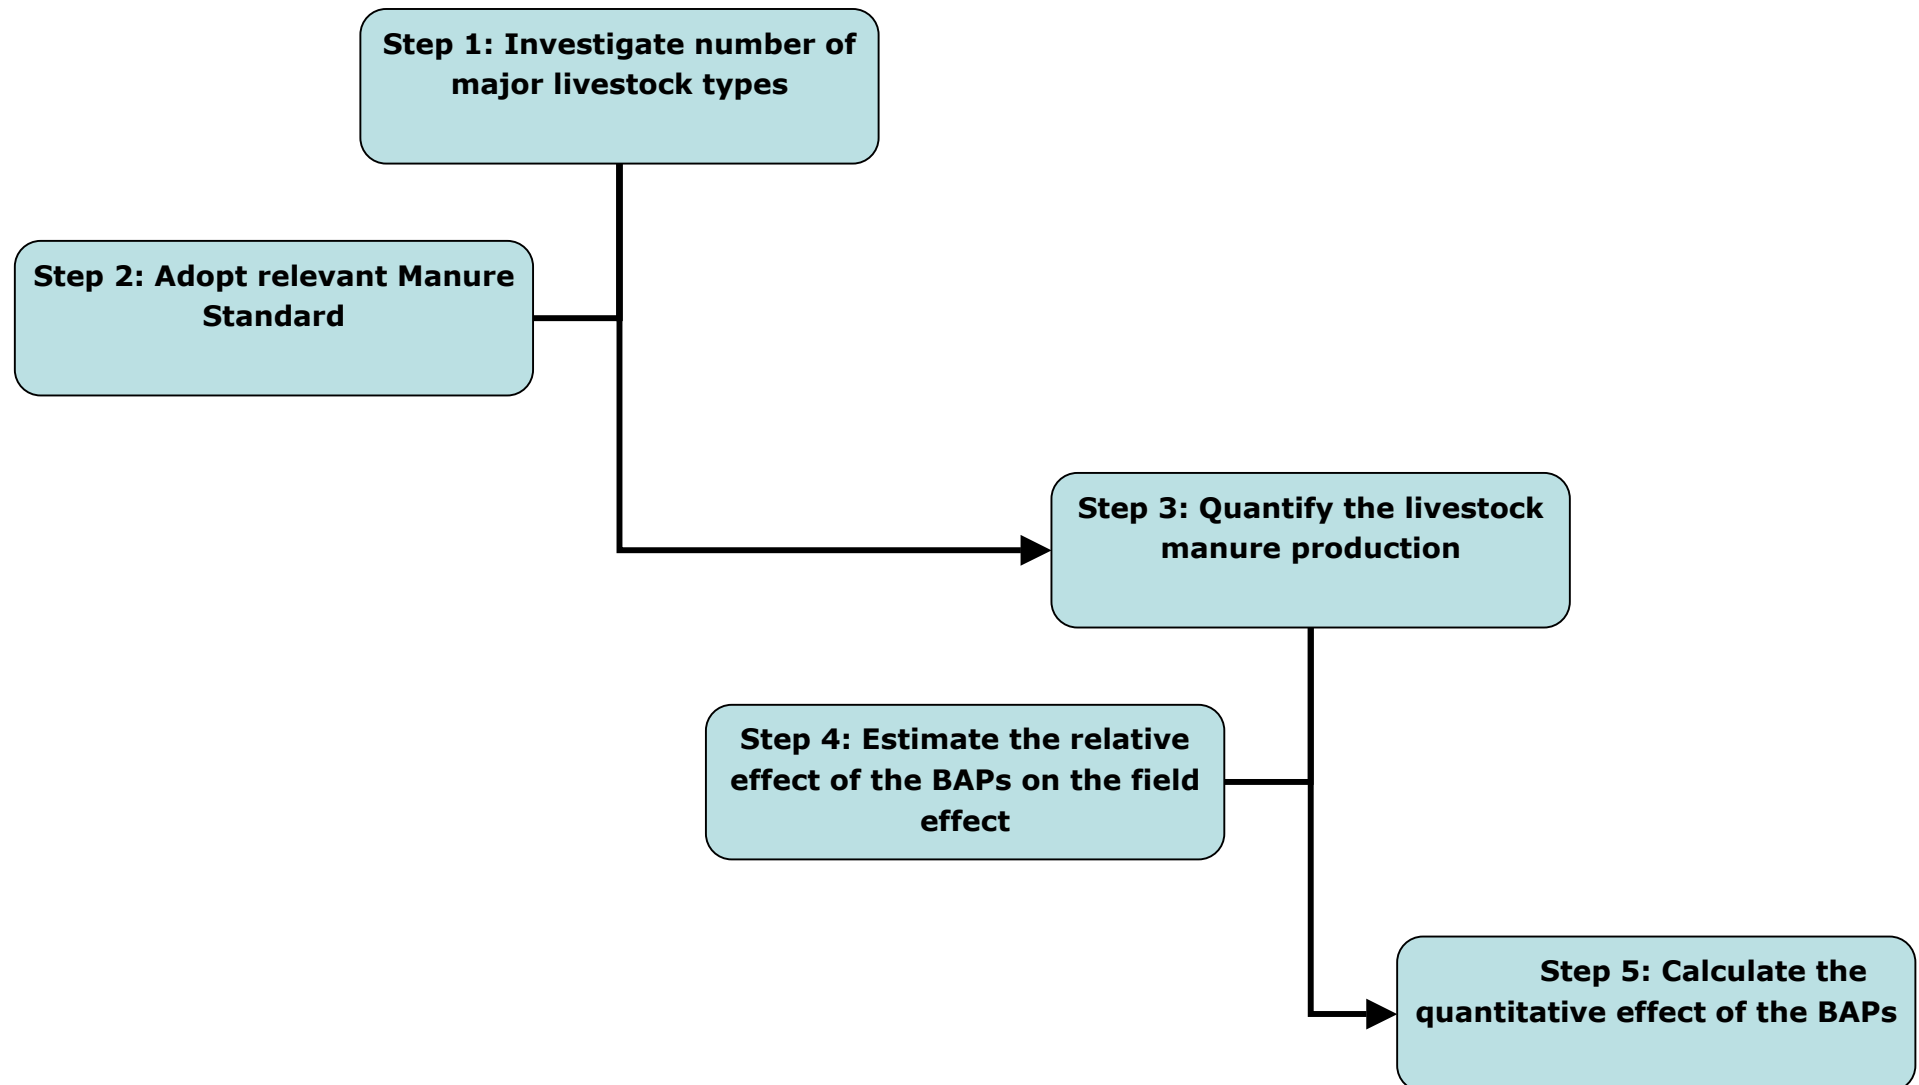 Step 1: Investigate number of
major livestock types
Step 2: Adopt relevant Manure
Standard
Step 3: Quantify the livestock
manure production
Step 4: Estimate the relative
effect of the BAPs on the field
effect
Step 5: Calculate the
quantitative effect of the BAPs